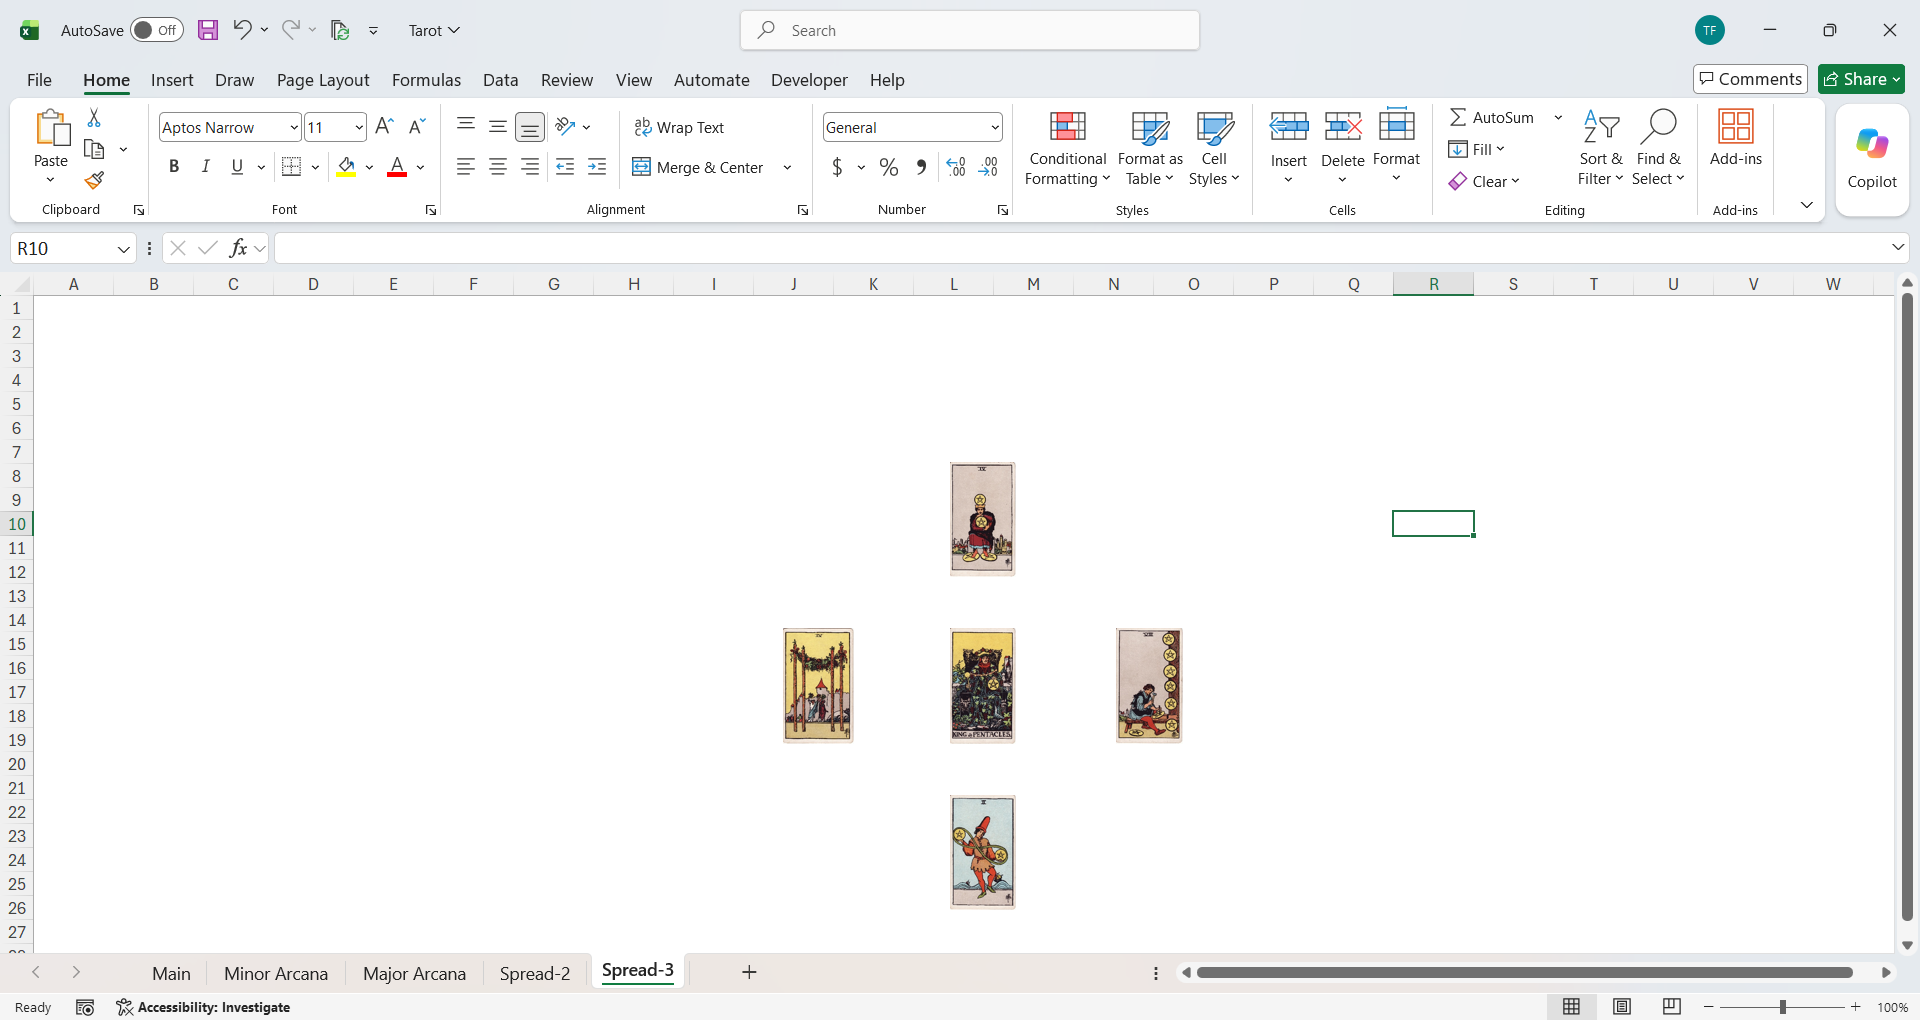 AutoSave Off Tarot Search TF
File Home Insert Draw Page Layout Formulas Data Review View Automate Developer Help Comments Share
Paste
Clipboard
Aptos Narrow 11
B I U
Font
Wrap Text
Merge & Center
Alignment
General
$ % 9
Number
Conditional Formatting
Format as Table
Cell Styles
Styles
Insert Delete Format
Cells
AutoSum
Fill
Clear
Sort & Filter
Find & Select
Editing
Add-ins
Add-ins
Copilot
R10 fx
A B C D E F G H I J K L M N O P Q R S T U V W
1
2
3
4
5
6
7
8
9
10
11
12
13
14
15
16
17
18
19
20
21
22
23
24
25
26
27
IV
IV
KING of PENTACLES.
II
Main Minor Arcana Major Arcana Spread-2 Spread-3 +
Ready Accessibility: Investigate 100%